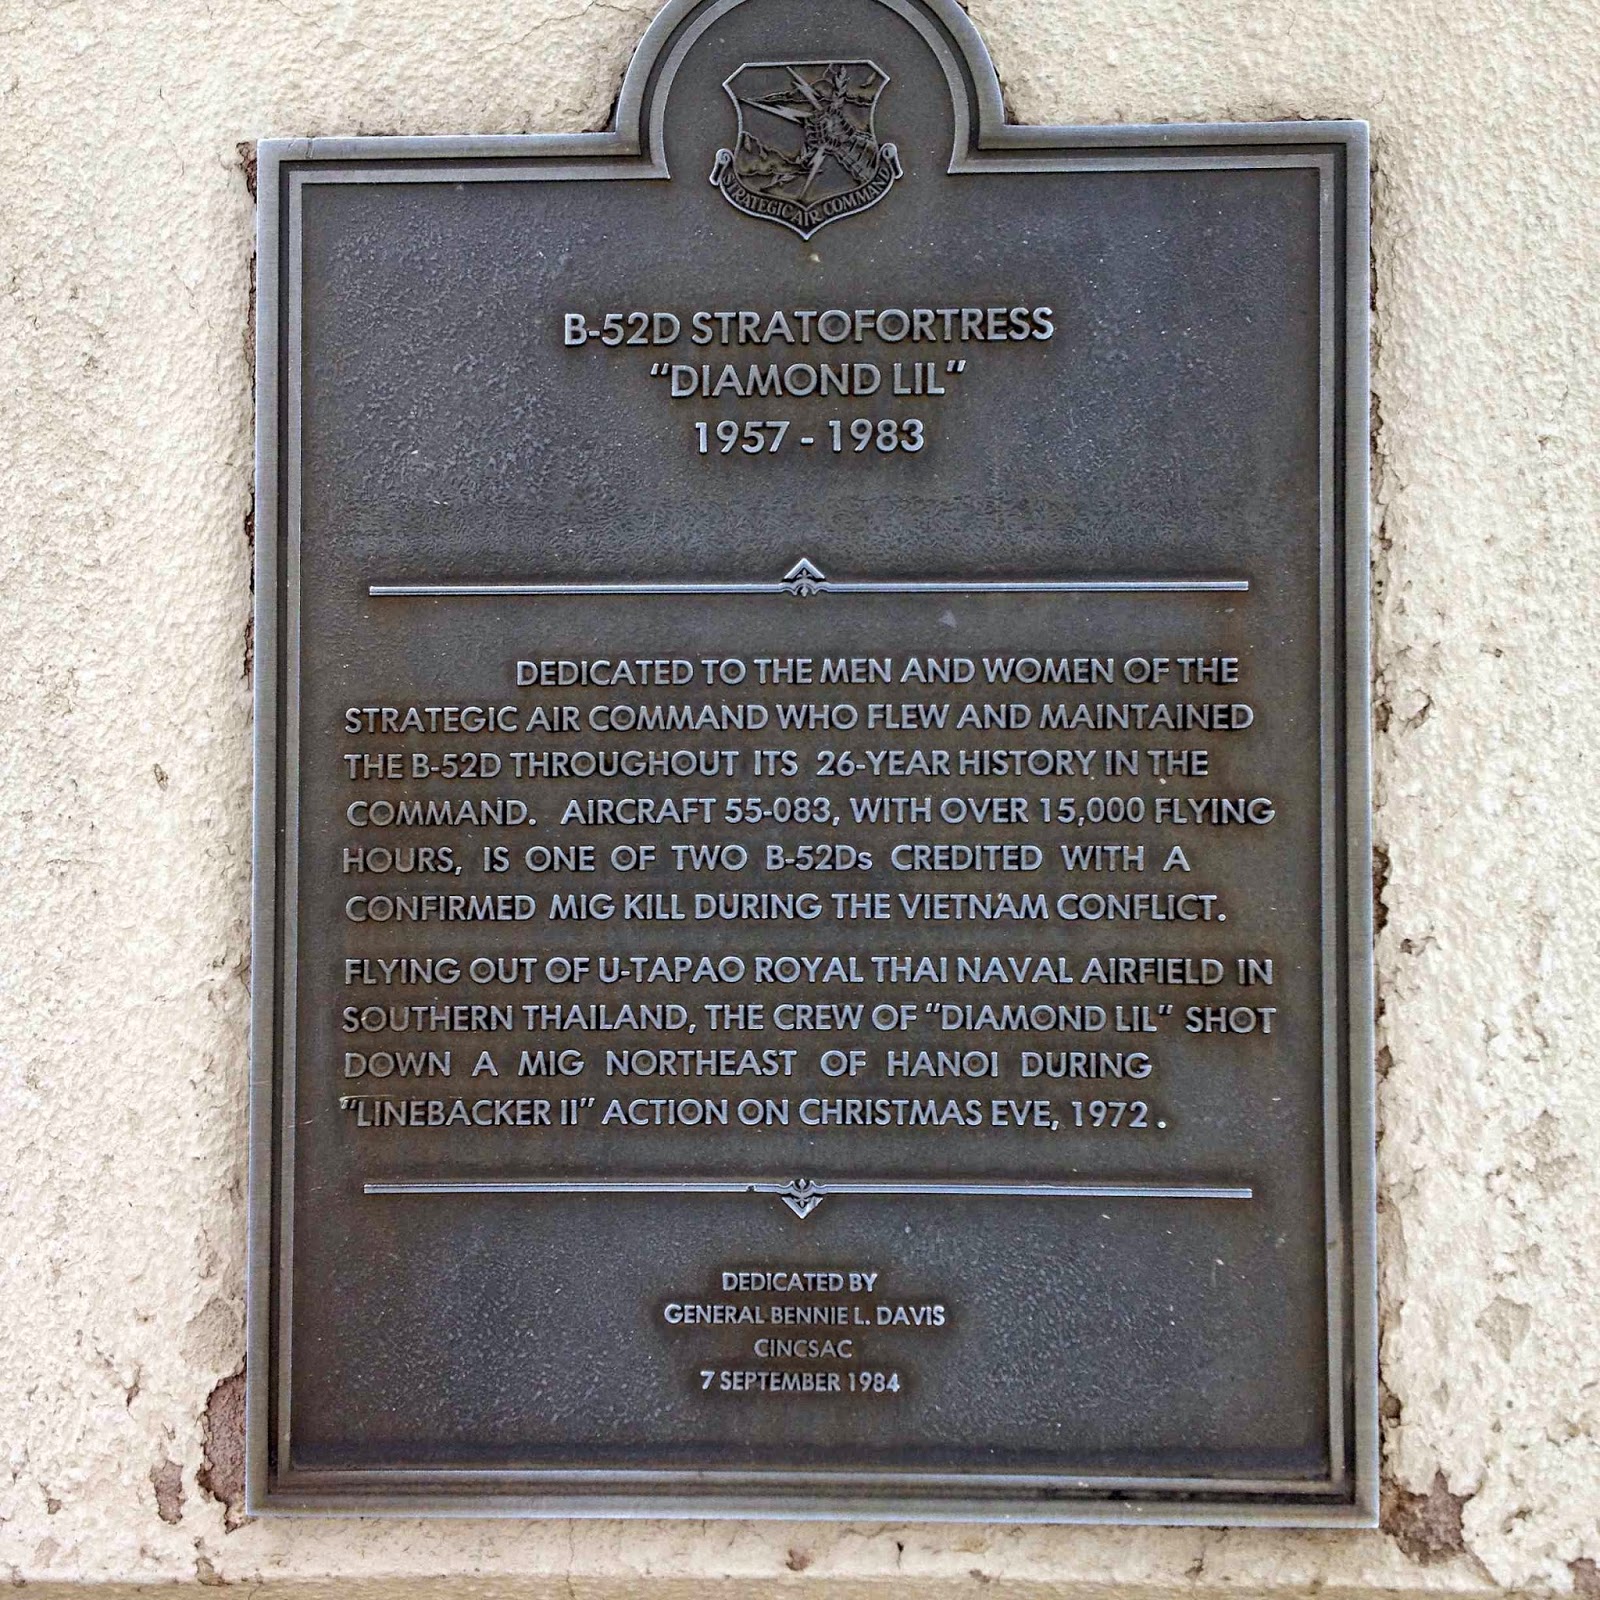 STRATEGIC AIR COMMAND
B-52D STRATOFORTRESS
"DIAMOND LIL"
1957 - 1983
DEDICATED TO THE MEN AND WOMEN OF THE
STRATEGIC AIR COMMAND WHO FLEW AND MAINTAINED
THE B-52D THROUGHOUT ITS 26-YEAR HISTORY IN THE
COMMAND. AIRCRAFT 55-083, WITH OVER 15,000 FLYING
HOURS, IS ONE OF TWO B-52Ds CREDITED WITH A
CONFIRMED MIG KILL DURING THE VIETNAM CONFLICT.
FLYING OUT OF U-TAPAO ROYAL THAI NAVAL AIRFIELD IN
SOUTHERN THAILAND, THE CREW OF "DIAMOND LIL" SHOT
DOWN A MIG NORTHEAST OF HANOI DURING
"LINEBACKER II" ACTION ON CHRISTMAS EVE, 1972.
DEDICATED BY
GENERAL BENNIE L. DAVIS
CINCSAC
7 SEPTEMBER 1984